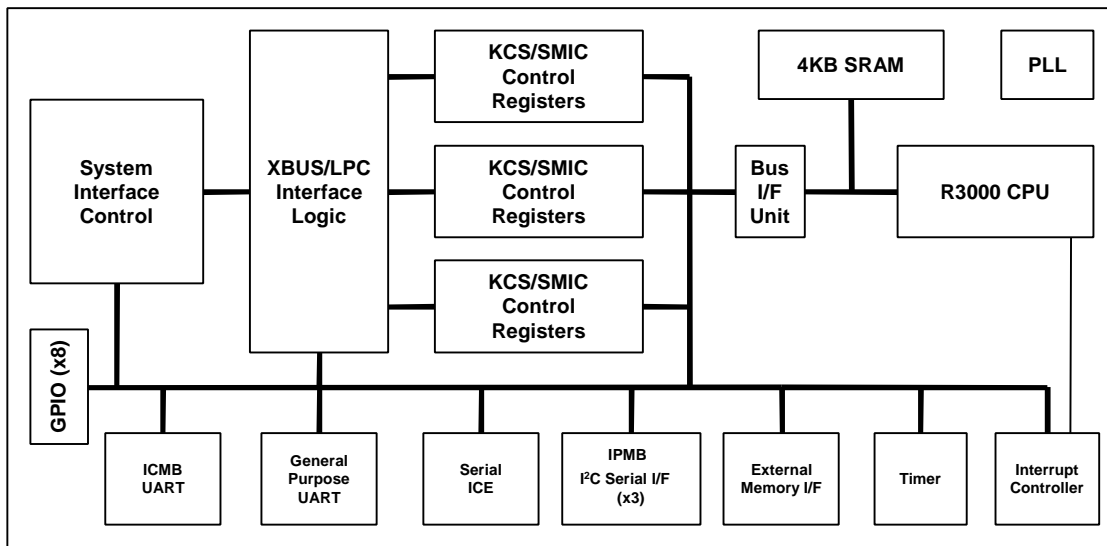 KCS/SMIC
Control
Registers
4KB SRAM
PLL
System
Interface
Control
XBUS/LPC
Interface
Logic
KCS/SMIC
Control
Registers
Bus
I/F
Unit
R3000 CPU
KCS/SMIC
Control
Registers
GPIO (x8)
ICMB
UART
General
Purpose
UART
Serial
ICE
IPMB
I²C Serial I/F
(x3)
External
Memory I/F
Timer
Interrupt
Controller